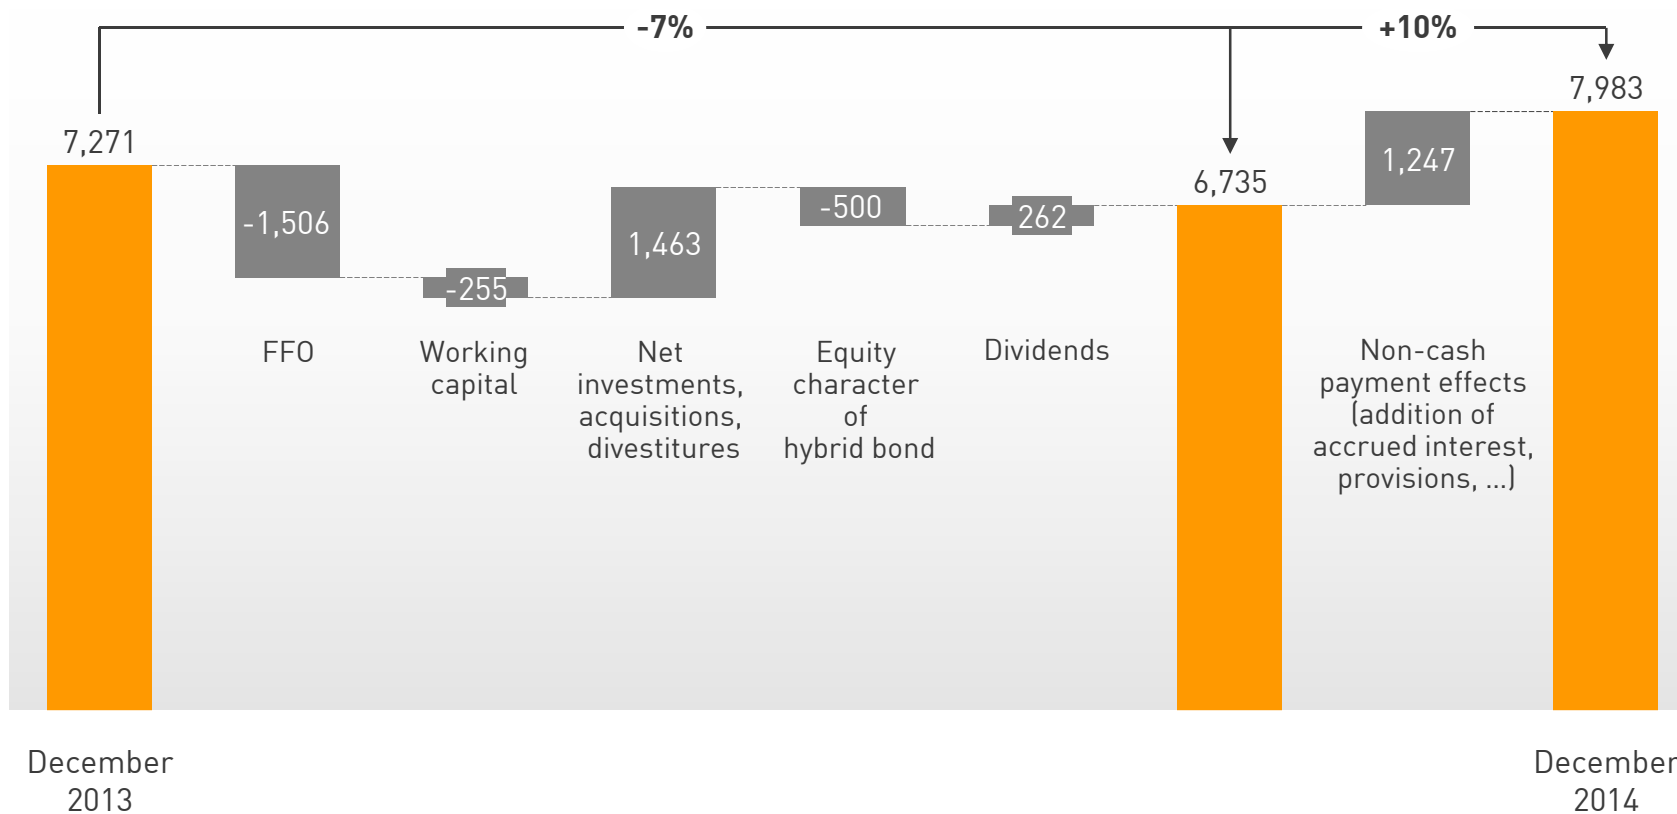 -7%
+10%
7,271
-1,506
-255
1,463
-500
262
6,735
1,247
7,983
FFO
Working
capital
Net
investments,
acquisitions,
divestitures
Equity
character
of
hybrid bond
Dividends
Non-cash
payment effects
(addition of
accrued interest,
provisions, ...)
December
2013
December
2014